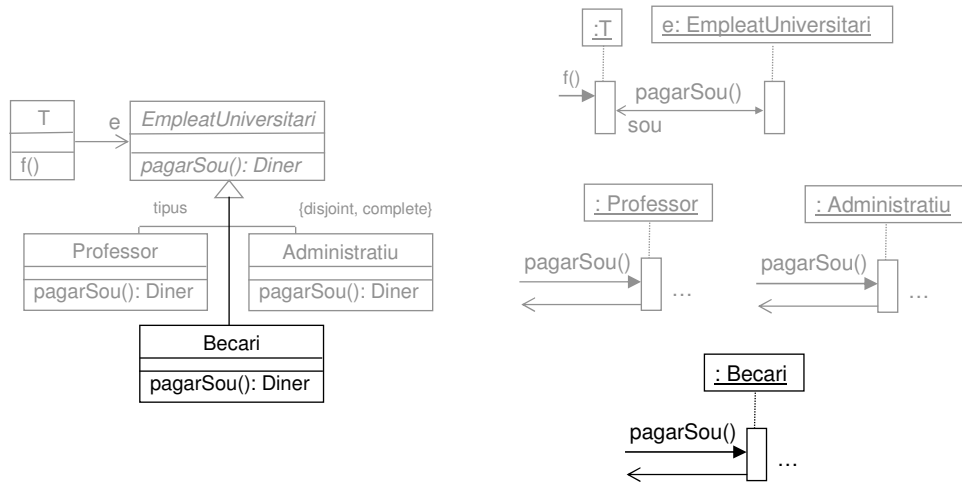 T
f()
e
EmpleatUniversitari
pagarSou(): Diner
tipus
{disjoint, complete}
Professor
pagarSou(): Diner
Administratiu
pagarSou(): Diner
Becari
pagarSou(): Diner
:T
e: EmpleatUniversitari
f()
pagarSou()
sou
: Professor
pagarSou()
...
: Administratiu
pagarSou()
...
: Becari
pagarSou()
...